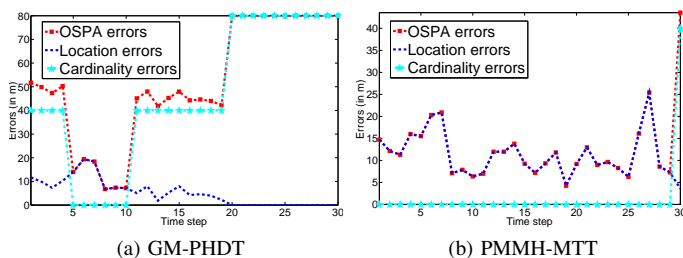 80
70
60
50
40
30
20
10
0
Errors (in m)
OSPA errors
Location errors
Cardinality errors
5 10 15 20 25 30
Time step
(a) GM-PHDT
40
35
30
25
20
15
10
5
0
Errors (in m)
OSPA errors
Location errors
Cardinality errors
5 10 15 20 25 30
Time step
(b) PMMH-MTT